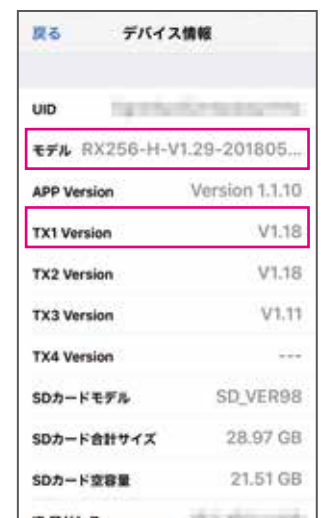 戻る デバイス情報
UID
モデル RX256-H-V1.29-201805...
APP Version Version 1.1.10
TX1 Version V1.18
TX2 Version V1.18
TX3 Version V1.11
TX4 Version ---
SDカードモデル SD_VER98
SDカード合計サイズ 28.97 GB
SDカード空容量 21.51 GB